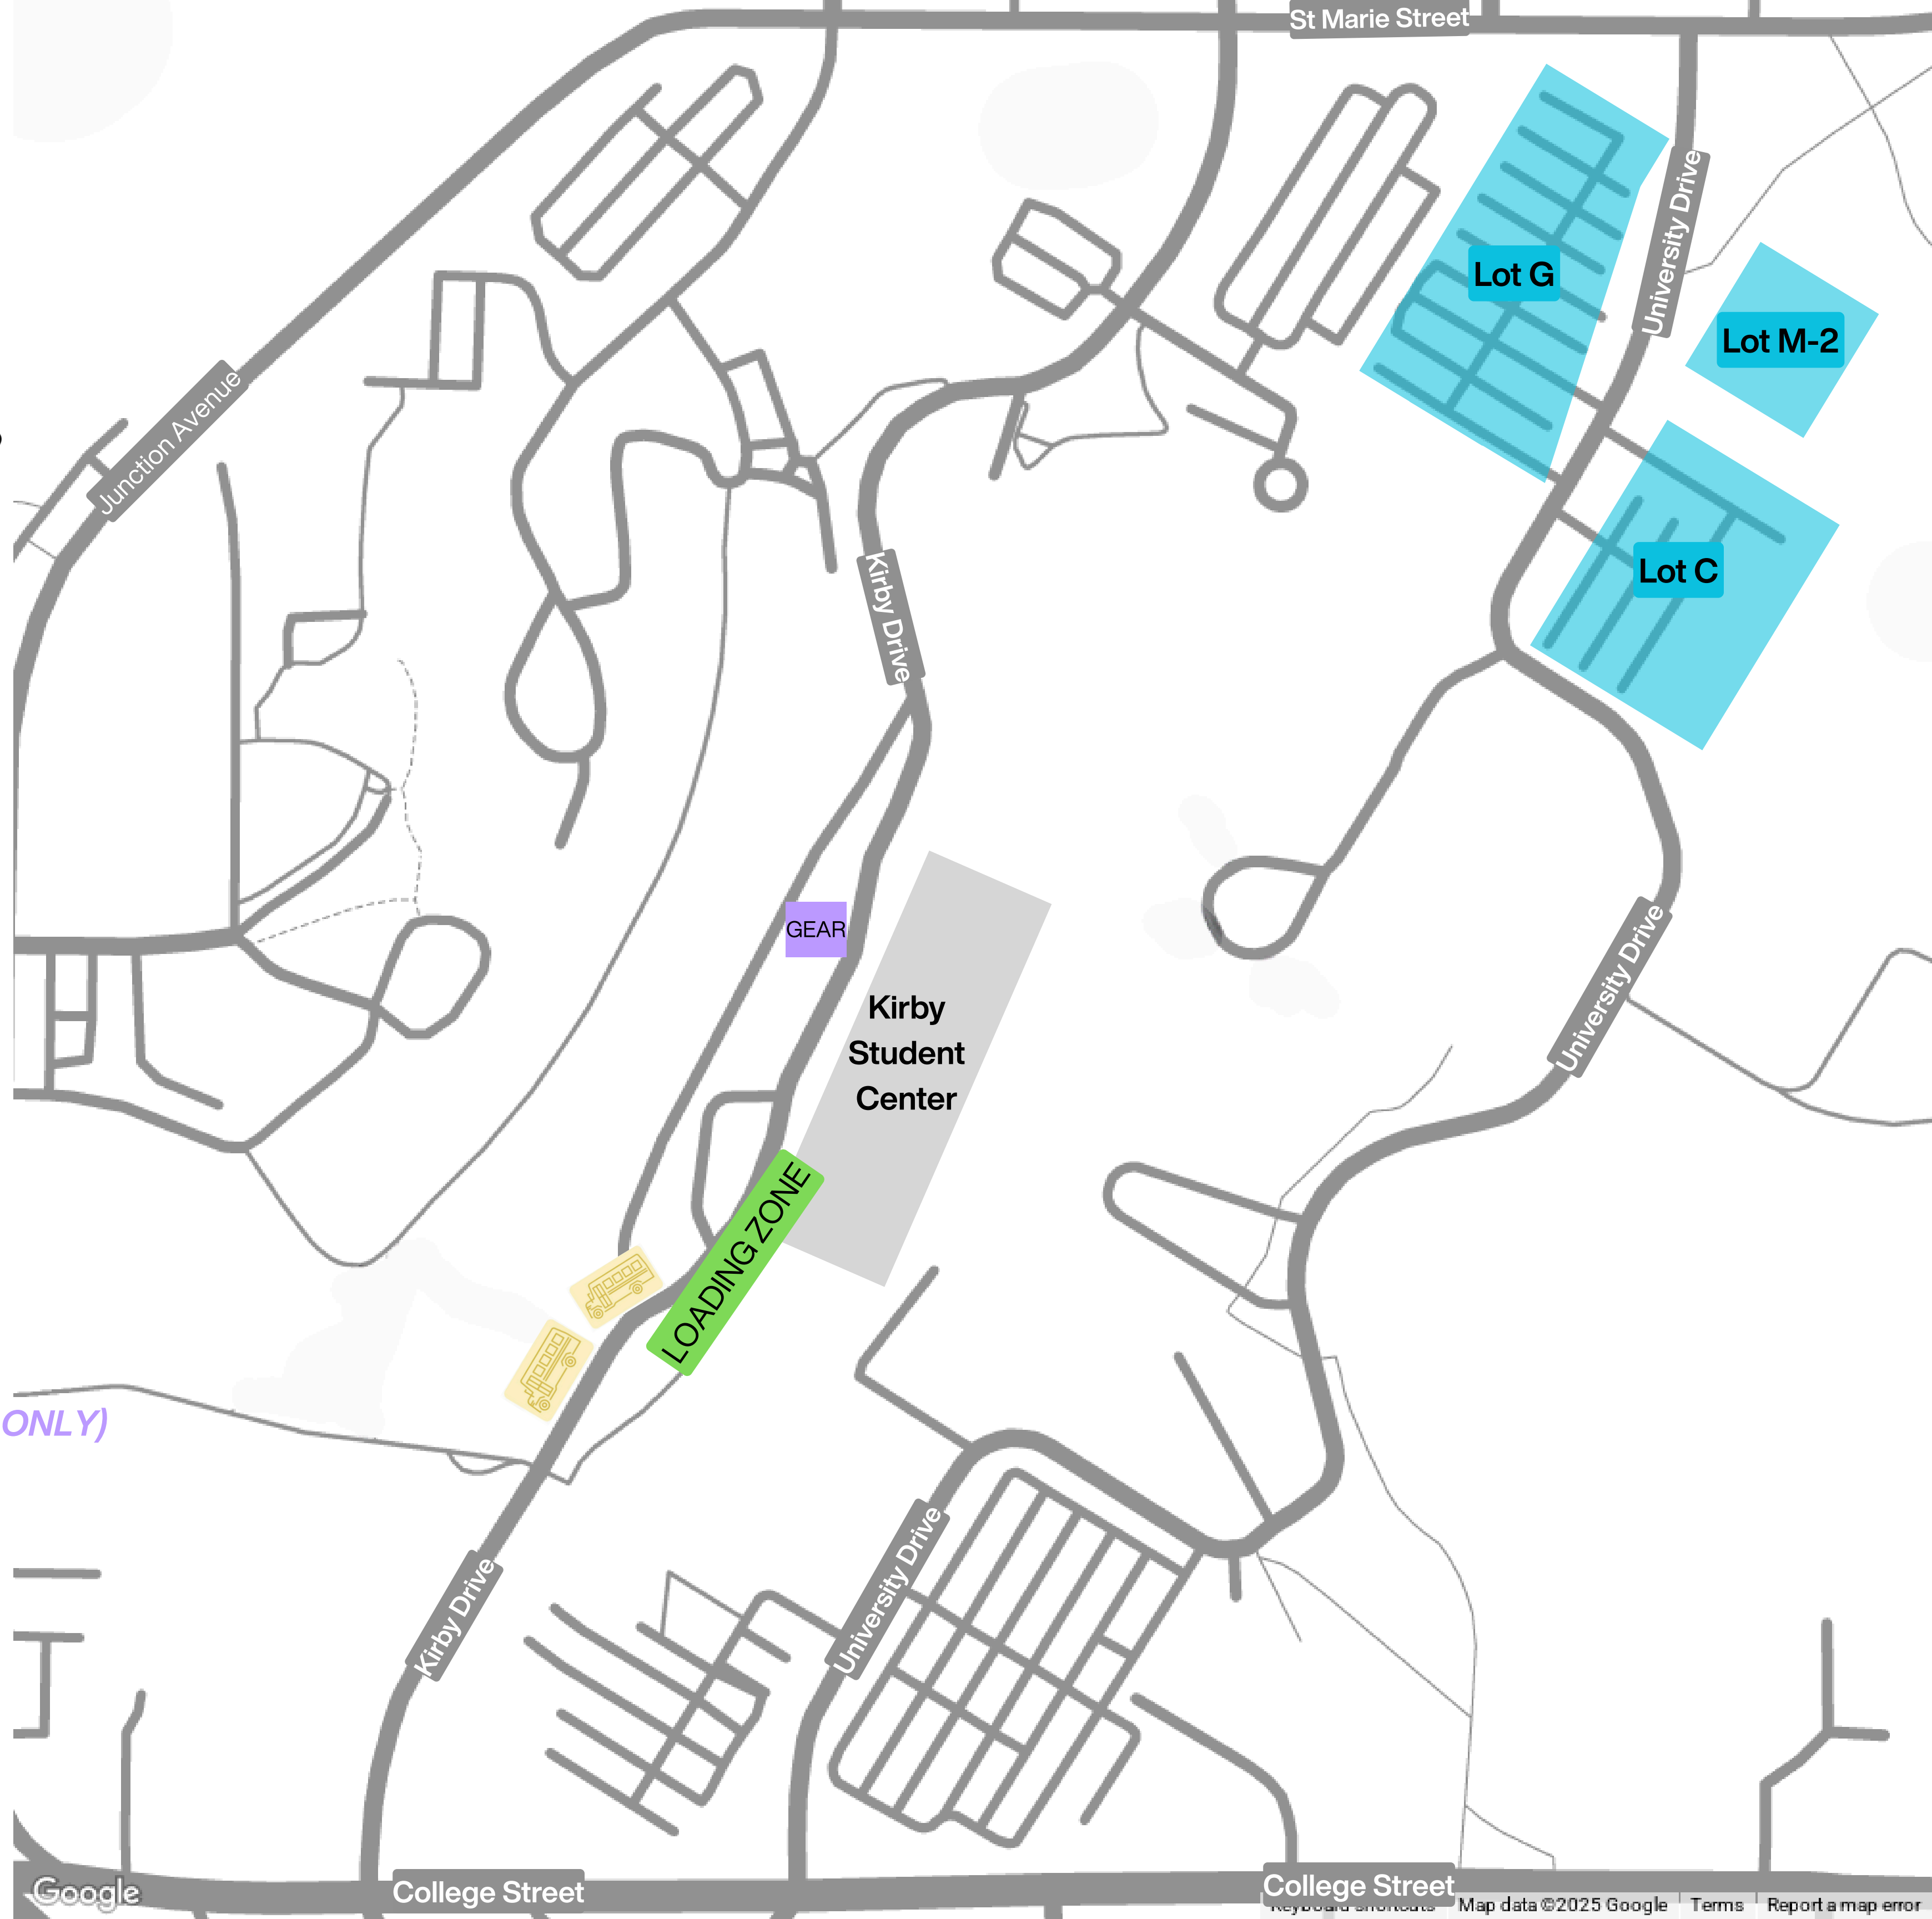 St Marie Street
University Drive
Lot G
Lot M-2
Junction Avenue
Lot C
Kirby Drive
GEAR
University Drive
Kirby
Student
Center
LOADING ZONE
ONLY)
University Drive
Kirby Drive
Google
College Street
College Street
Keyboard shortcuts
Map data ©2025 Google
Terms
Report a map error